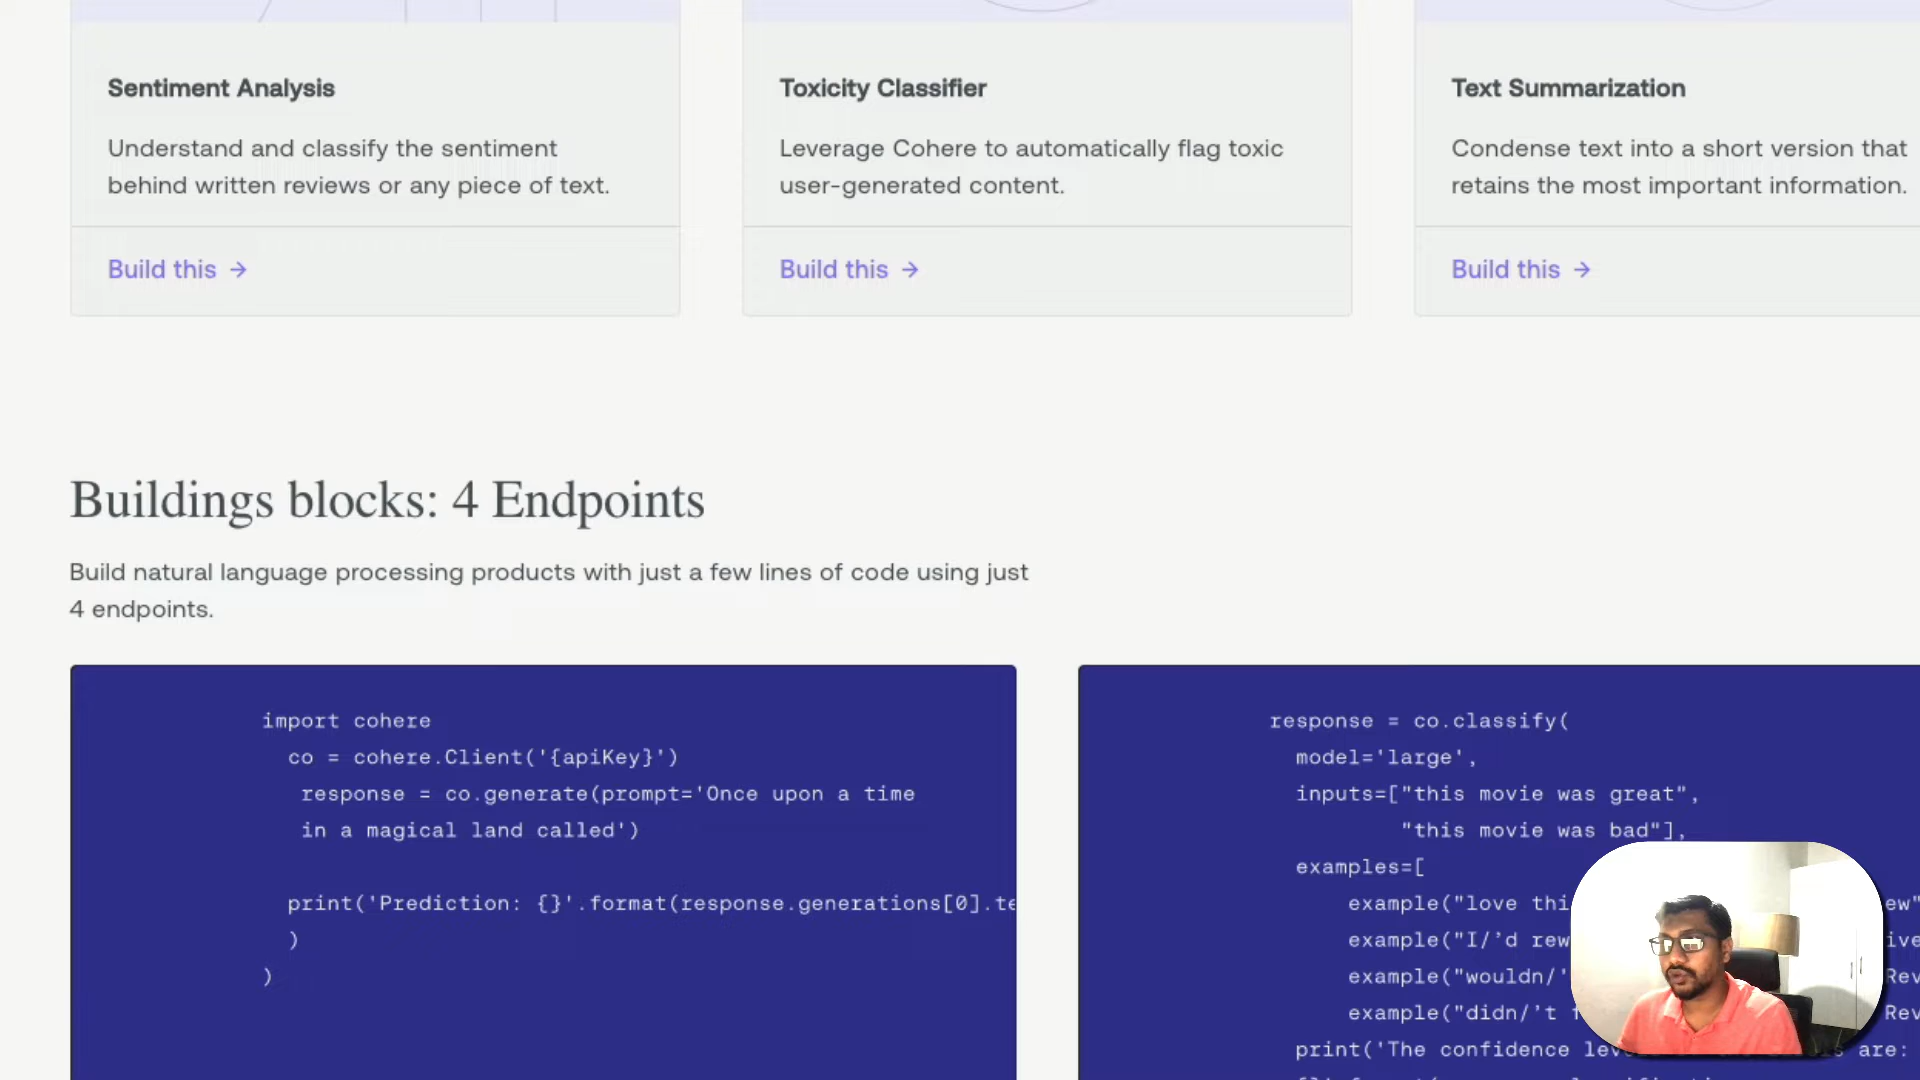 Sentiment Analysis
Understand and classify the sentiment
behind written reviews or any piece of text.
Build this →
Toxicity Classifier
Leverage Cohere to automatically flag toxic
user-generated content.
Build this →
Text Summarization
Condense text into a short version that
retains the most important information.
Build this →
Buildings blocks: 4 Endpoints
Build natural language processing products with just a few lines of code using just
4 endpoints.
import cohere
co = cohere.Client('{apiKey}')
response = co.generate(prompt='Once upon a time
in a magical land called')
print('Prediction: {}'.format(response.generations[0].te
)
)
response = co.classify(
model='large',
inputs=["this movie was great",
"this movie was bad"],
examples=[
example("love thi ew"
example("I/'d rew ive
example("wouldn/' Rev
example("didn/'t Rev
print('The confidence lev are: